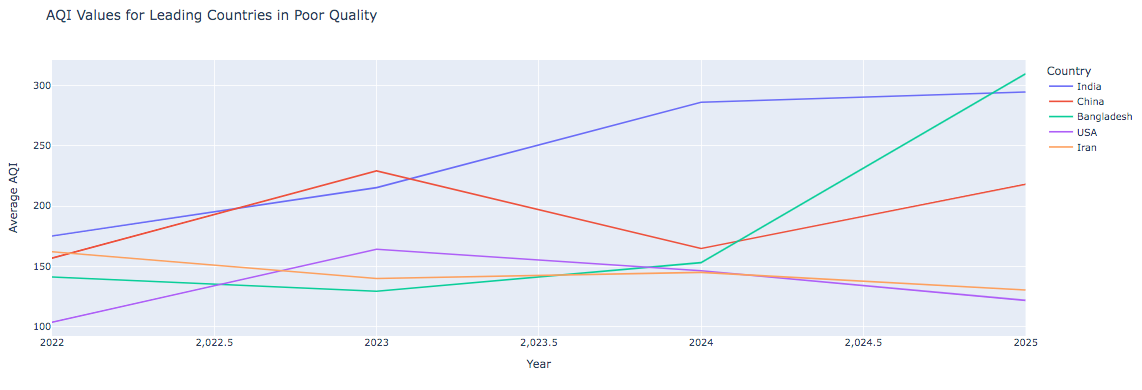 AQI Values for Leading Countries in Poor Quality
Average AQI
300
250
200
150
100
2022
2,022.5
2023
2,023.5
2024
2,024.5
2025
Year
Country
India
China
Bangladesh
USA
Iran